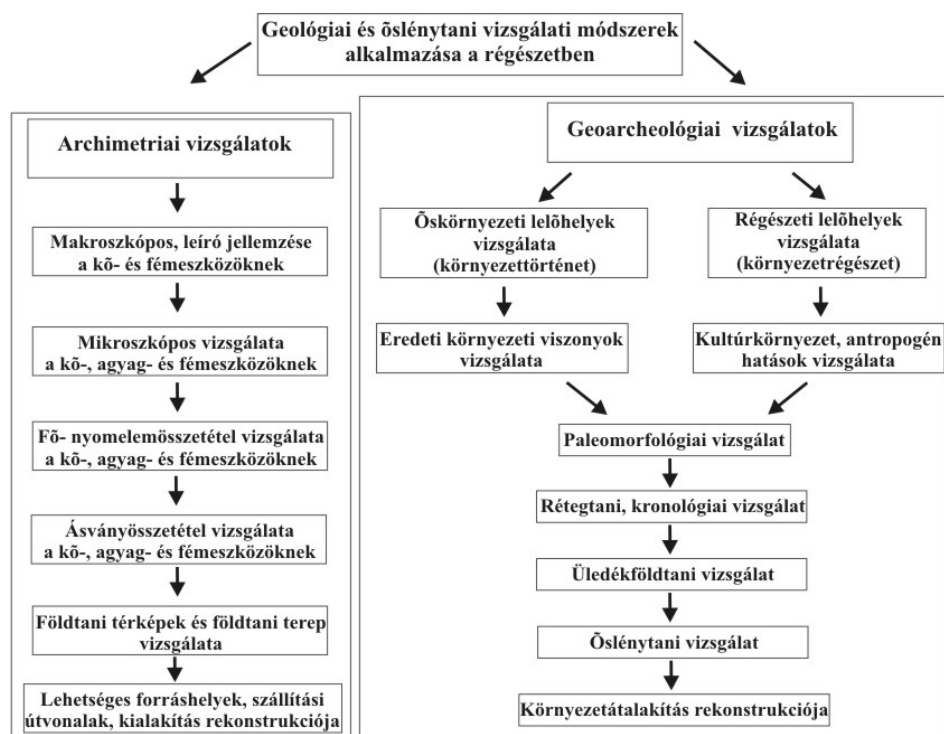 Geológiai és õslénytani vizsgálati módszerek
alkalmazása a régészetben
Archimetriai vizsgálatok
Makroszkópos, leíró jellemzése
a kõ- és fémeszközöknek
Mikroszkópos vizsgálata
a kõ-, agyag- és fémeszközöknek
Fõ- nyomelemösszetétel vizsgálata
a kõ-, agyag- és fémeszközöknek
Ásványösszetétel vizsgálata
a kõ-, agyag- és fémeszközöknek
Földtani térképek és földtani terep
vizsgálata
Lehetséges forráshelyek, szállítási
útvonalak, kialakítás rekonstrukciója
Geoarcheológiai vizsgálatok
Õskörnyezeti lelõhelyek
vizsgálata
(környezettörténet)
Régészeti lelõhelyek
vizsgálata
(környezetrégészet)
Eredeti környezeti viszonyok
vizsgálata
Kultúrkörnyezet, antropogén
hatások vizsgálata
Paleomorfológiai vizsgálat
Rétegtani, kronológiai vizsgálat
Üledékföldtani vizsgálat
Õslénytani vizsgálat
Környezetátalakítás rekonstrukciója